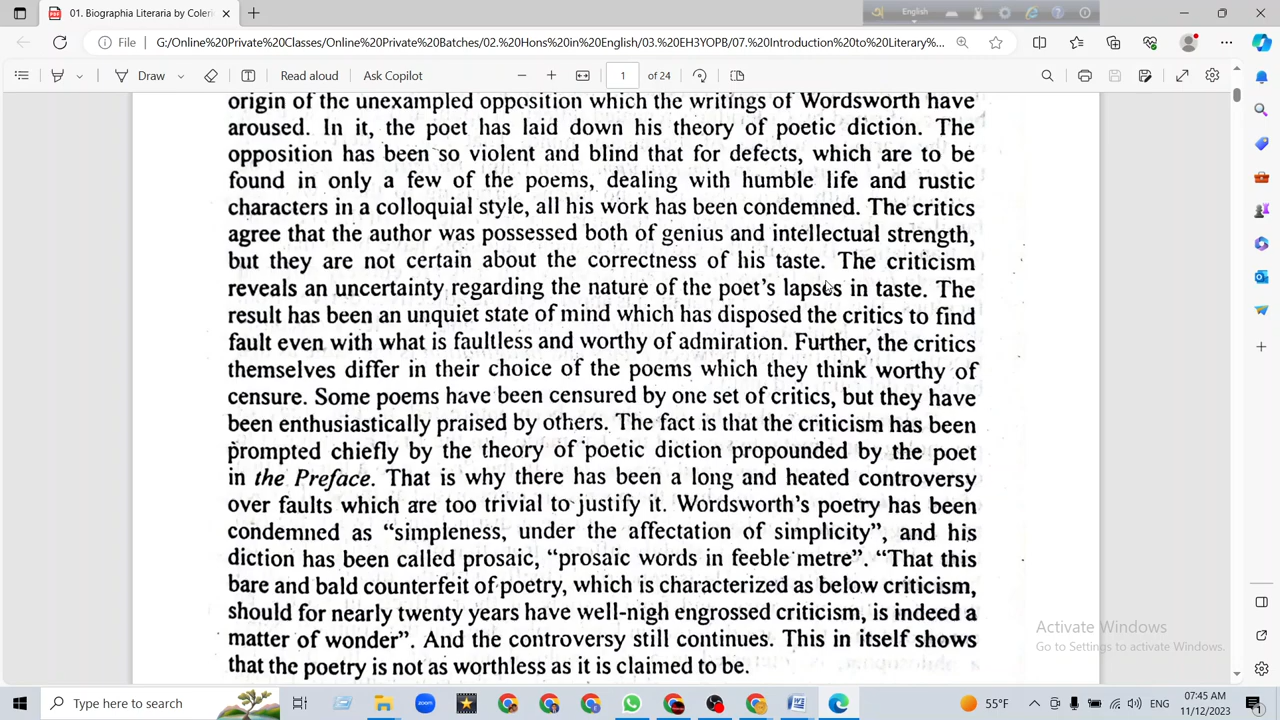 01. Biographia Literaria by Coler
English
File
G:/Online%20Private%20Classes/Online%20Private%20Batches/02.%20Hons%20in%20English/03.%20EH3YOPB/07.%20Introduction%20to%20Literary%...
Draw
Read aloud
Ask Copilot
1
of 24
origin of the unexampled opposition which the writings of Wordsworth have
aroused. In it, the poet has laid down his theory of poetic diction. The
opposition has been so violent and blind that for defects, which are to be
found in only a few of the poems, dealing with humble life and rustic
characters in a colloquial style, all his work has been condemned. The critics
agree that the author was possessed both of genius and intellectual strength,
but they are not certain about the correctness of his taste. The criticism
reveals an uncertainty regarding the nature of the poet's lapses in taste. The
result has been an unquiet state of mind which has disposed the critics to find
fault even with what is faultless and worthy of admiration. Further, the critics
themselves differ in their choice of the poems which they think worthy of
censure. Some poems have been censured by one set of critics, but they have
been enthusiastically praised by others. The fact is that the criticism has been
prompted chiefly by the theory of poetic diction propounded by the poet
in the Preface. That is why there has been a long and heated controversy
over faults which are too trivial to justify it. Wordsworth's poetry has been
condemned as "simpleness, under the affectation of simplicity", and his
diction has been called prosaic, "prosaic words in feeble metre". "That this
bare and bald counterfeit of poetry, which is characterized as below criticism,
should for nearly twenty years have well-nigh engrossed criticism, is indeed a
matter of wonder". And the controversy still continues. This in itself shows
that the poetry is not as worthless as it is claimed to be.
Activate Windows
Go to Settings to activate Windows.
Type here to search
zoom
55°F
ENG
07:45 AM
11/12/2023